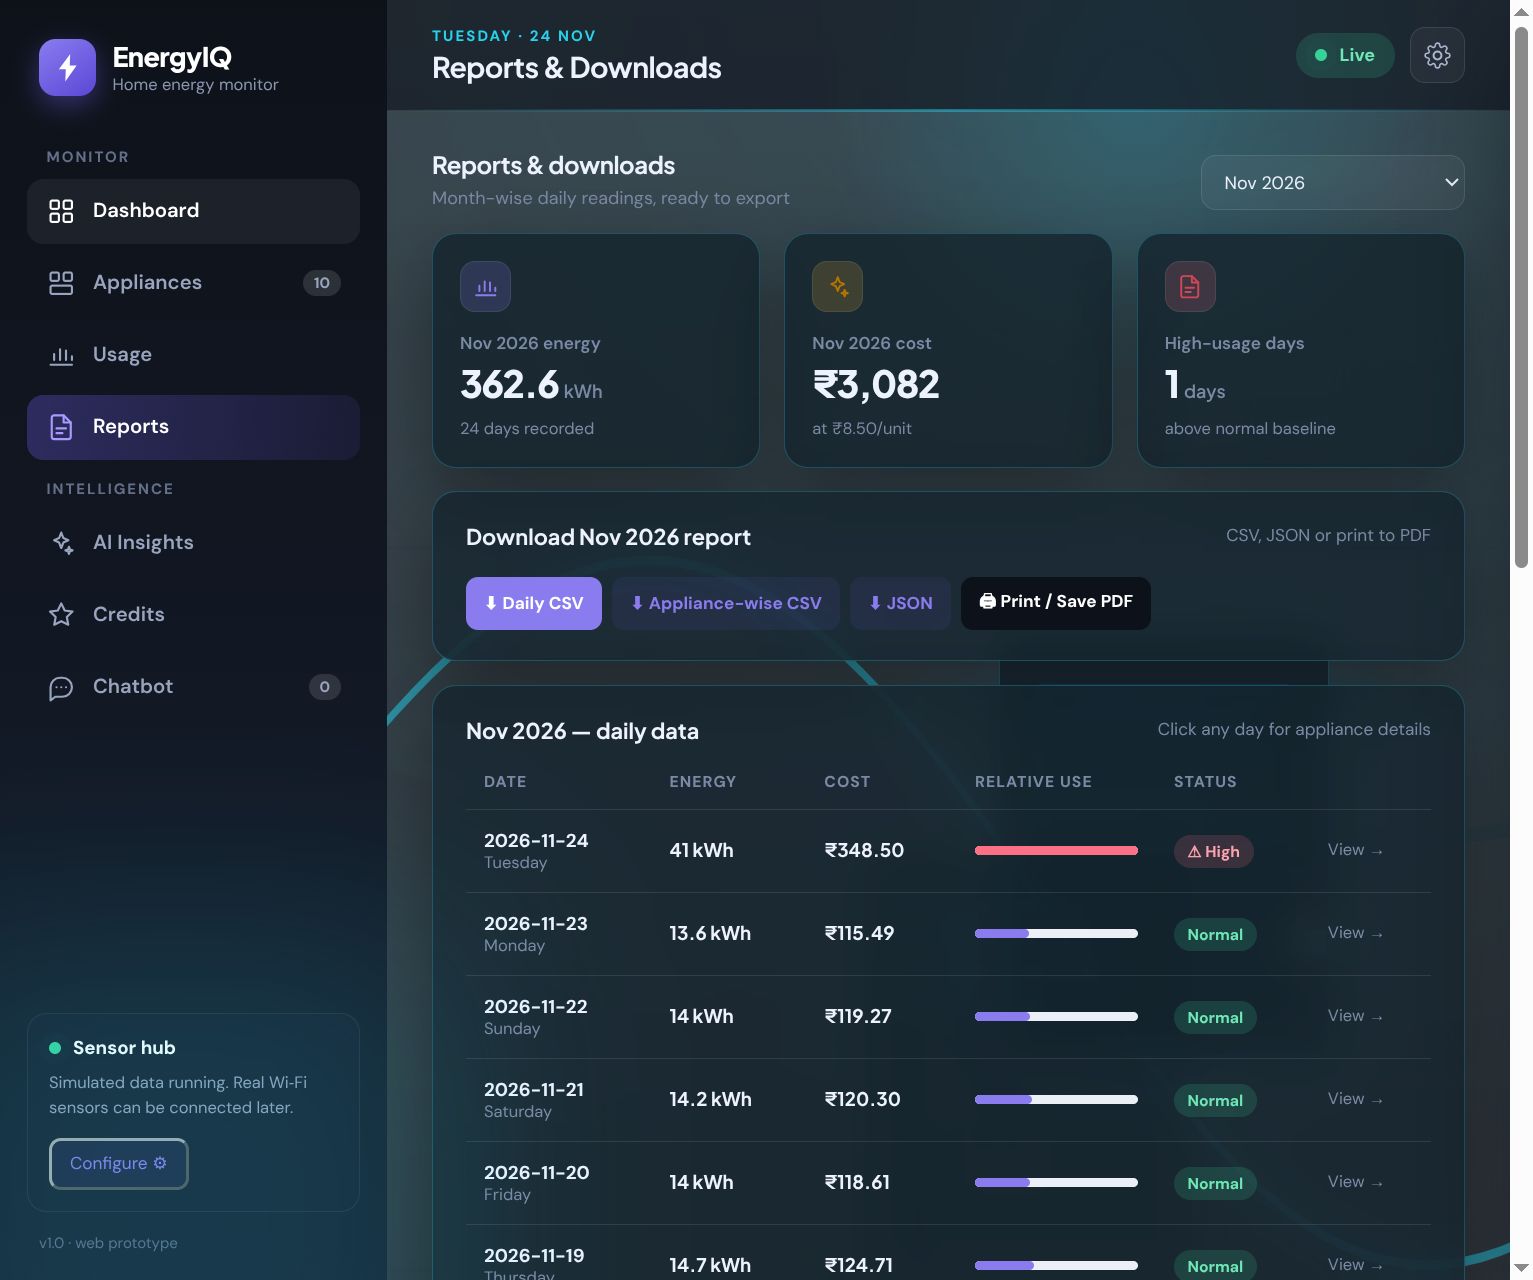 EnergyIQ
Home energy monitor
MONITOR
Dashboard
Appliances 10
Usage
Reports
INTELLIGENCE
AI Insights
Credits
Chatbot 0
Sensor hub
Simulated data running. Real Wi-Fi
sensors can be connected later.
Configure ⚙
v1.0 · web prototype
TUESDAY · 24 NOV
Reports & Downloads
Live
Reports & downloads
Month-wise daily readings, ready to export
Nov 2026
Nov 2026 energy
362.6 kWh
24 days recorded
Nov 2026 cost
₹3,082
at ₹8.50/unit
High-usage days
1 days
above normal baseline
Download Nov 2026 report
CSV, JSON or print to PDF
⬇ Daily CSV
⬇ Appliance-wise CSV
⬇ JSON
🖨 Print / Save PDF
Nov 2026 — daily data
Click any day for appliance details
DATE ENERGY COST RELATIVE USE STATUS
2026-11-24 41 kWh ₹348.50 ⚠ High View →
Tuesday
2026-11-23 13.6 kWh ₹115.49 Normal View →
Monday
2026-11-22 14 kWh ₹119.27 Normal View →
Sunday
2026-11-21 14.2 kWh ₹120.30 Normal View →
Saturday
2026-11-20 14 kWh ₹118.61 Normal View →
Friday
2026-11-19 14.7 kWh ₹124.71 Normal View →
Thursday